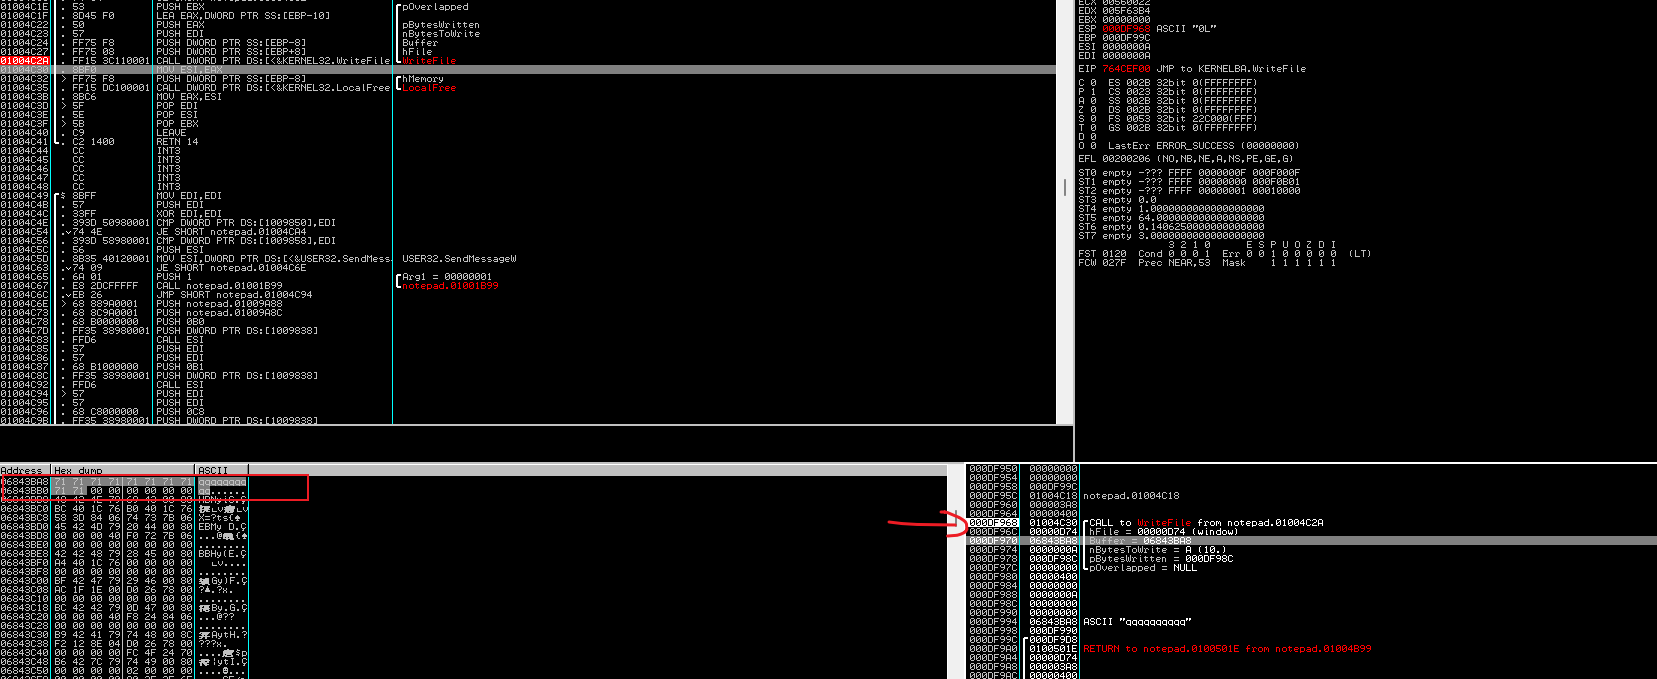 01004C1E . 53 PUSH EBX pOverlapped
01004C1F . 8D45 F0 LEA EAX,DWORD PTR SS:[EBP-10]
01004C22 . 50 PUSH EAX pBytesWritten
01004C23 . 57 PUSH EDI nBytesToWrite
01004C24 . FF75 F8 PUSH DWORD PTR SS:[EBP-8] Buffer
01004C27 . FF75 08 PUSH DWORD PTR SS:[EBP+8] hFile
01004C2A . FF15 3C110001 CALL DWORD PTR DS:[<&KERNEL32.WriteFile WriteFile
01004C30 . 8BF0 MOV ESI,EAX
01004C32 > FF75 F8 PUSH DWORD PTR SS:[EBP-8] hMemory
01004C35 . FF15 DC100001 CALL DWORD PTR DS:[<&KERNEL32.LocalFree LocalFree
01004C3B . 8BC6 MOV EAX,ESI
01004C3D > 5F POP EDI
01004C3E . 5E POP ESI
01004C3F > 5B POP EBX
01004C40 . C9 LEAVE
01004C41 . C2 1400 RETN 14
01004C44 CC INT3
01004C45 CC INT3
01004C46 CC INT3
01004C47 CC INT3
01004C48 CC INT3
01004C49 $ 8BFF MOV EDI,EDI
01004C4B . 57 PUSH EDI
01004C4C . 33FF XOR EDI,EDI
01004C4E . 393D 50980001 CMP DWORD PTR DS:[1009850],EDI
01004C54 . 74 4E JE SHORT notepad.01004CA4
01004C56 . 393D 58980001 CMP DWORD PTR DS:[1009858],EDI
01004C5C . 56 PUSH ESI
01004C5D . 8B35 40120001 MOV ESI,DWORD PTR DS:[<&USER32.SendMess USER32.SendMessageW
01004C63 . 74 09 JE SHORT notepad.01004C6E
01004C65 . 6A 01 PUSH 1 Arg1 = 00000001
01004C67 . E8 2DCFFFFF CALL notepad.01001B99 notepad.01001B99
01004C6C . EB 26 JMP SHORT notepad.01004C94
01004C6E > 68 889A0001 PUSH notepad.01009A88
01004C73 . 68 8C9A0001 PUSH notepad.01009A8C
01004C78 . 68 B0000000 PUSH 0B0
01004C7D . FF35 38980001 PUSH DWORD PTR DS:[1009838]
01004C83 . FFD6 CALL ESI
01004C85 . 57 PUSH EDI
01004C86 . 57 PUSH EDI
01004C87 . 68 B1000000 PUSH 0B1
01004C8C . FF35 38980001 PUSH DWORD PTR DS:[1009838]
01004C92 . FFD6 CALL ESI
01004C94 > 57 PUSH EDI
01004C95 . 57 PUSH EDI
01004C96 . 68 C8000000 PUSH 0C8
01004C9B . FF35 38980001 PUSH DWORD PTR DS:[1009838]
ECX 00560022
EDX 005F63B4
EBX 00000000
ESP 000DF968 ASCII "0L"
EBP 000DF99C
ESI 0000000A
EDI 0000000A
EIP 764CEF00 JMP to KERNELBA.WriteFile
C 0 ES 002B 32bit 0(FFFFFFFF)
P 1 CS 0023 32bit 0(FFFFFFFF)
A 0 SS 002B 32bit 0(FFFFFFFF)
Z 0 DS 002B 32bit 0(FFFFFFFF)
S 0 FS 0053 32bit 22C000(FFF)
T 0 GS 002B 32bit 0(FFFFFFFF)
D 0
O 0 LastErr ERROR_SUCCESS (00000000)
EFL 00200206 (NO,NB,NE,A,NS,PE,GE,G)
ST0 empty -??? FFFF 0000000F 000F000F
ST1 empty -??? FFFF 00000000 000F0B01
ST2 empty -??? FFFF 00000001 00010000
ST3 empty 0.0
ST4 empty 1.0000000000000000000
ST5 empty 64.000000000000000000
ST6 empty 0.1406250000000000000
ST7 empty 3.0000000000000000000
3 2 1 0 E S P U O Z D I
FST 0120 Cond 0 0 0 1 Err 0 0 1 0 0 0 0 0 (LT)
FCW 027F Prec NEAR,53 Mask 1 1 1 1 1 1
Address Hex dump ASCII
06843BA8 71 71 71 71 71 71 71 71 qqqqqqqq
06843BB0 71 71 00 00 00 00 00 00 qq......
06843BC0 BC 40 1C 76 B0 40 1C 76
06843BC8 58 3D 84 06 74 73 7B 06
06843BD0 45 42 4D 79 20 44 00 80
06843BD8 00 00 00 40 F0 72 7B 06
06843BE0 00 00 00 00 00 00 00 00 ........
06843BE8 42 42 48 79 28 45 00 80
06843BF0 A4 40 1C 76 00 00 00 00
06843BF8 00 00 00 00 00 00 00 00 ........
06843C00 BF 42 47 79 29 46 00 80
06843C08 AC 1F 1E 00 D0 26 78 00
06843C10 00 00 00 00 00 00 00 00 ........
06843C18 BC 42 42 79 0D 47 00 80
06843C20 00 00 00 40 F8 24 84 06 ...@??
06843C28 00 00 00 00 00 00 00 00 ........
06843C30 B9 42 41 79 74 48 00 8C
06843C38 F2 12 8E 04 D0 26 78 00
06843C40 00 00 00 00 FC 4F 24 70
06843C48 B6 42 7C 79 74 49 00 80
06843C50 00 00 00 00 02 00 00 00
000DF950 00000000
000DF954 00000000
000DF958 000DF99C
000DF95C 01004C18 notepad.01004C18
000DF960 000003A8
000DF964 00000400
000DF968 01004C30 CALL to WriteFile from notepad.01004C2A
000DF96C 00000D74 hFile = 00000D74 (window)
000DF970 06843BA8 Buffer = 06843BA8
000DF974 0000000A nBytesToWrite = A (10.)
000DF978 000DF98C pBytesWritten = 000DF98C
000DF97C 00000000 pOverlapped = NULL
000DF980 00000400
000DF984 00000000
000DF988 0000000A
000DF98C 00000000
000DF990 00000000
000DF994 06843BA8 ASCII "qqqqqqqqqq"
000DF998 000DF990
000DF99C 000DF9D8
000DF9A0 0100501E RETURN to notepad.0100501E from notepad.01004B99
000DF9A4 00000D74
000DF9A8 000003A8
000DF9AC 00000400